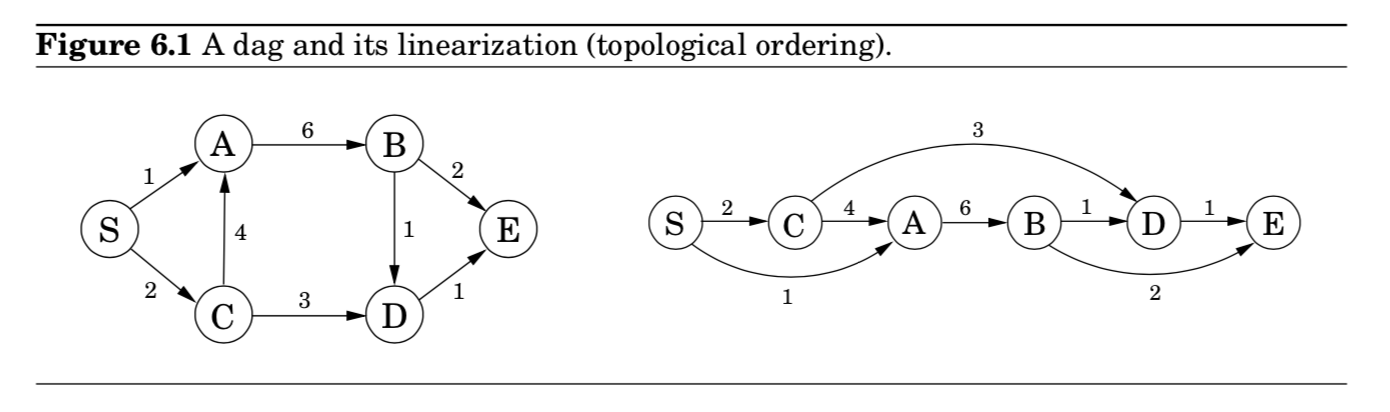 Figure 6.1 A dag and its linearization (topological ordering).
3
A 6 B
1 2
S C A B D E
2 4 6 1 1
S 4 1 E
2 3 1
1 2
C D